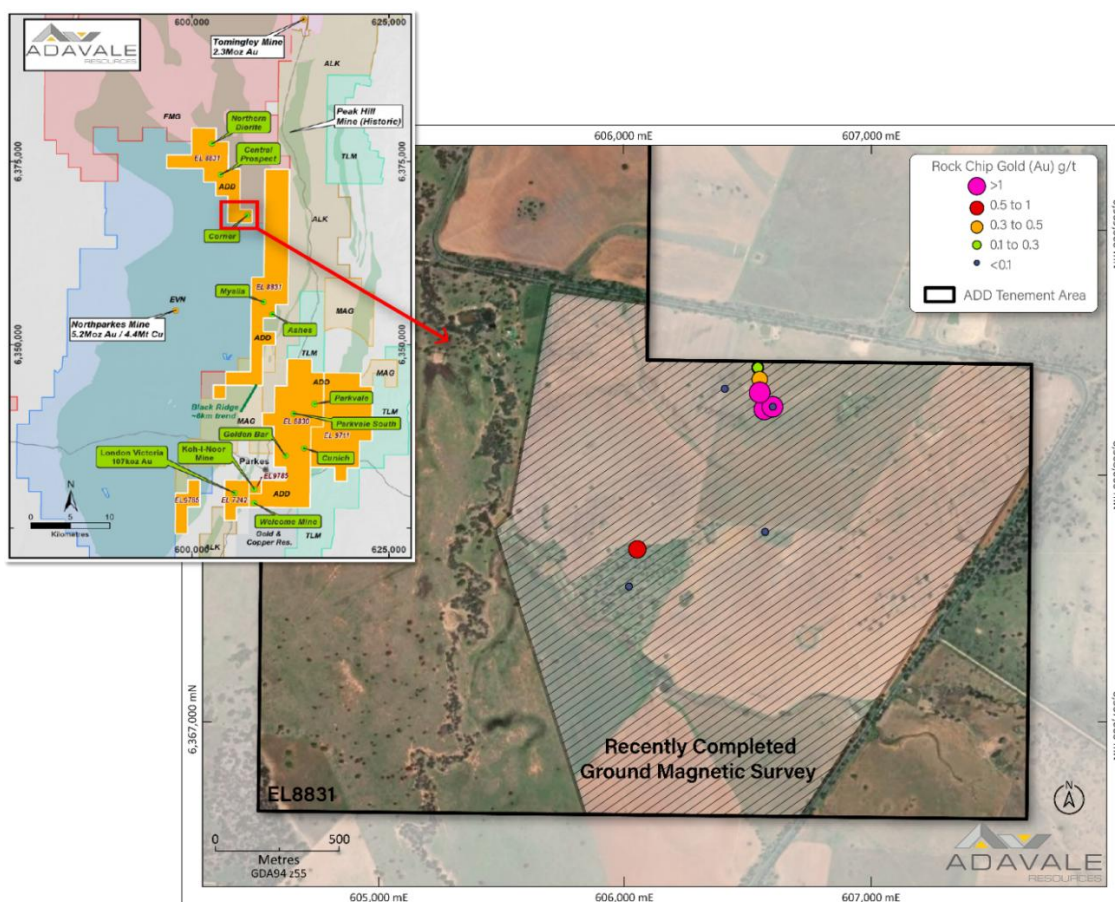 ADAVALE
RESOURCES
600,000
625,000
Tomingley Mine
2.3Moz Au
ALK
FMG
Northern
Diorite
Peak Hill
Mine (Historic)
EL 8831
Central
Prospect
TLM
6,375,000
6,375,000
ADD
ALK
Corner
EL 8831
Myalls
EVN
MAG
Northparkes Mine
5.2Moz Au / 4.4Mt Cu
Ashes
ADD
TLM
6,350,000
6,350,000
MAG
ADD
Black Ridge
~6km trend
Parkvale
TLM
MAG
EL 8830
Parkvale South
Golden Bar
EL 9711
London Victoria
107koz Au
Koh-I-Noor
Mine
Parkes
Cunich
EL9785
N
EL9785
EL 7242
ADD
0 5 10
Kilometres
Welcome Mine
ALK
Gold &
Copper Res.
TLM
600,000
625,000
606,000 mE
607,000 mE
Rock Chip Gold (Au) g/t
>1
0.5 to 1
0.3 to 0.5
0.1 to 0.3
<0.1
ADD Tenement Area
6,367,000 mN
Recently Completed
Ground Magnetic Survey
EL8831
N
0 500
Metres
GDA94 z55
ADAVALE
RESOURCES
605,000 mE
606,000 mE
607,000 mE